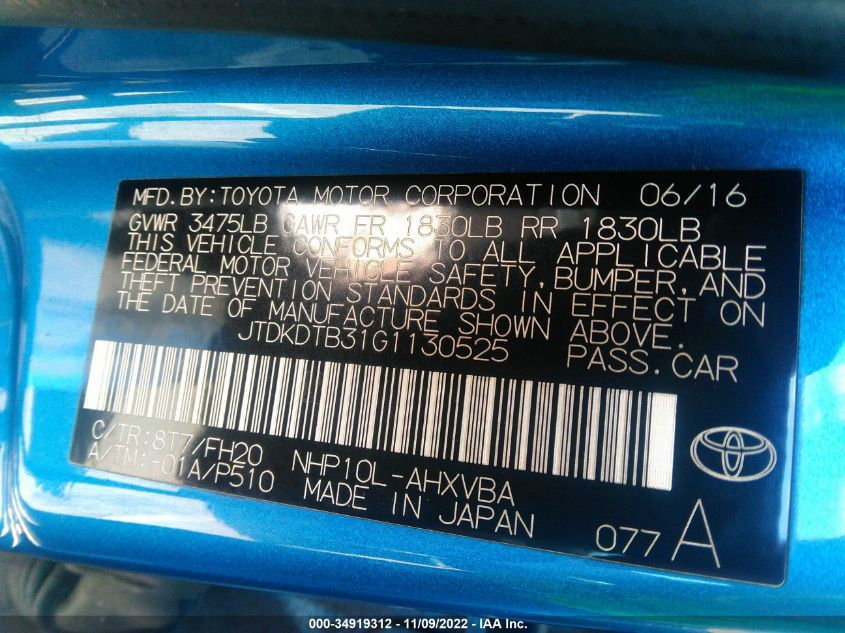 MFD.BY:TOYOTA MOTOR CORPORATION 06/16
GVWR 3475LB GAWR FR 1830LB RR 1830LB
THIS VEHICLE CONFORMS TO ALL APPLICABLE
FEDERAL MOTOR VEHICLE SAFETY, BUMPER, AND
THEFT PREVENTION STANDARDS IN EFFECT ON
THE DATE OF MANUFACTURE SHOWN ABOVE.
JTDKDTB31G1130525 PASS.CAR
C/TR:8T7/FH20
A/TM:-01A/P510
NHP10L-AHXVBA
MADE IN JAPAN
077 A
000-34919312 - 11/09/2022 - IAA Inc.